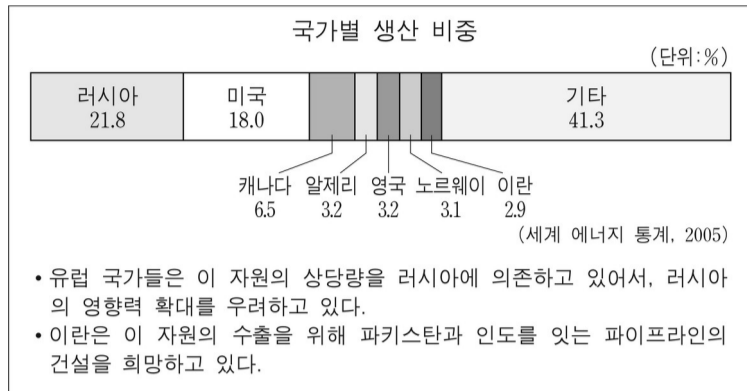 국가별 생산 비중
(단위:%)
러시아 미국 기타
21.8 18.0 41.3
캐나다 알제리 영국 노르웨이 이란
6.5 3.2 3.2 3.1 2.9
(세계 에너지 통계, 2005)
• 유럽 국가들은 이 자원의 상당량을 러시아에 의존하고 있어서, 러시아
의 영향력 확대를 우려하고 있다.
• 이란은 이 자원의 수출을 위해 파키스탄과 인도를 잇는 파이프라인의
건설을 희망하고 있다.